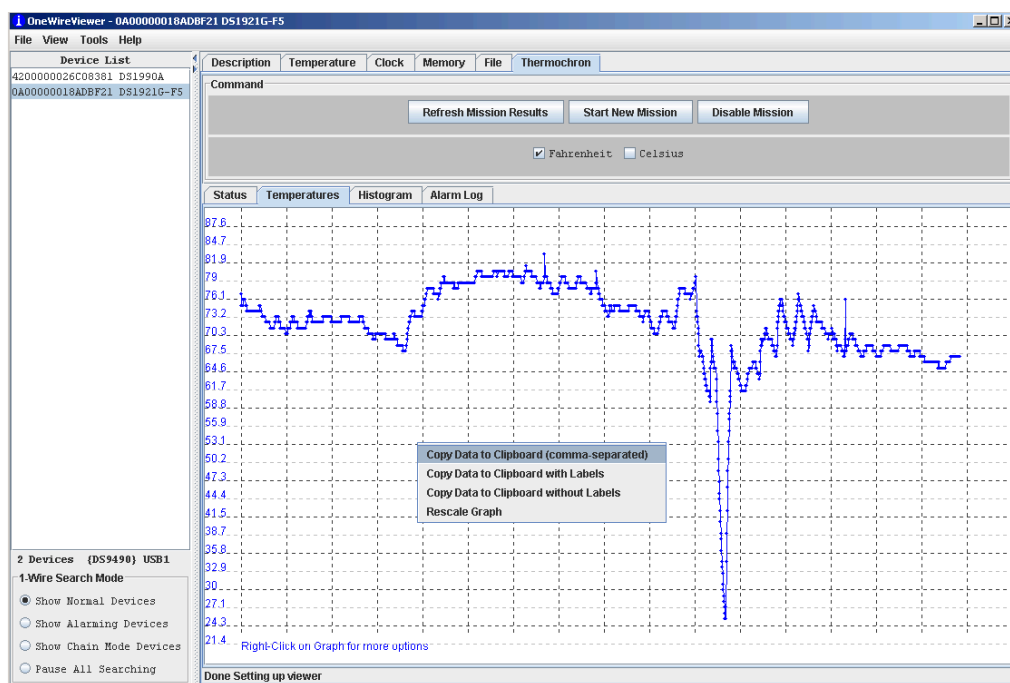 OneWireViewer - 0A00000018ADBF21 DS1921G-F5
File View Tools Help
Device List
4200000026C08381 DS1990A
0A00000018ADBF21 DS1921G-F5
Description Temperature Clock Memory File Thermochron
Command
Refresh Mission Results Start New Mission Disable Mission
Fahrenheit Celsius
Status Temperatures Histogram Alarm Log
87.6
84.7
81.9
79
76.1
73.2
70.3
67.5
64.6
61.7
58.8
55.9
53.1
50.2
47.3
44.4
41.5
38.7
35.8
32.9
30
27.1
24.3
21.4
Copy Data to Clipboard (comma-separated)
Copy Data to Clipboard with Labels
Copy Data to Clipboard without Labels
Rescale Graph
Right-Click on Graph for more options
2 Devices {DS9490} USB1
1-Wire Search Mode
Show Normal Devices
Show Alarming Devices
Show Chain Mode Devices
Pause All Searching
Done Setting up viewer